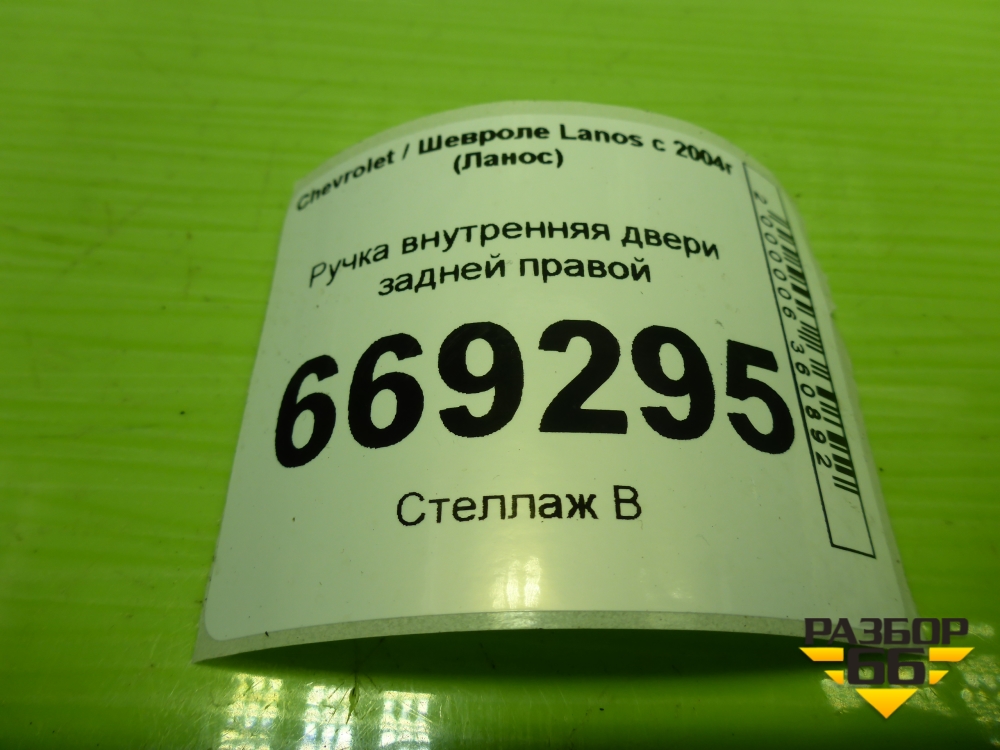 Chevrolet / Шевроле Lanos с 2004г
(Ланос)
Ручка внутренняя двери
задней правой
669295
Стеллаж В
2000006360892
РАЗБОР
66